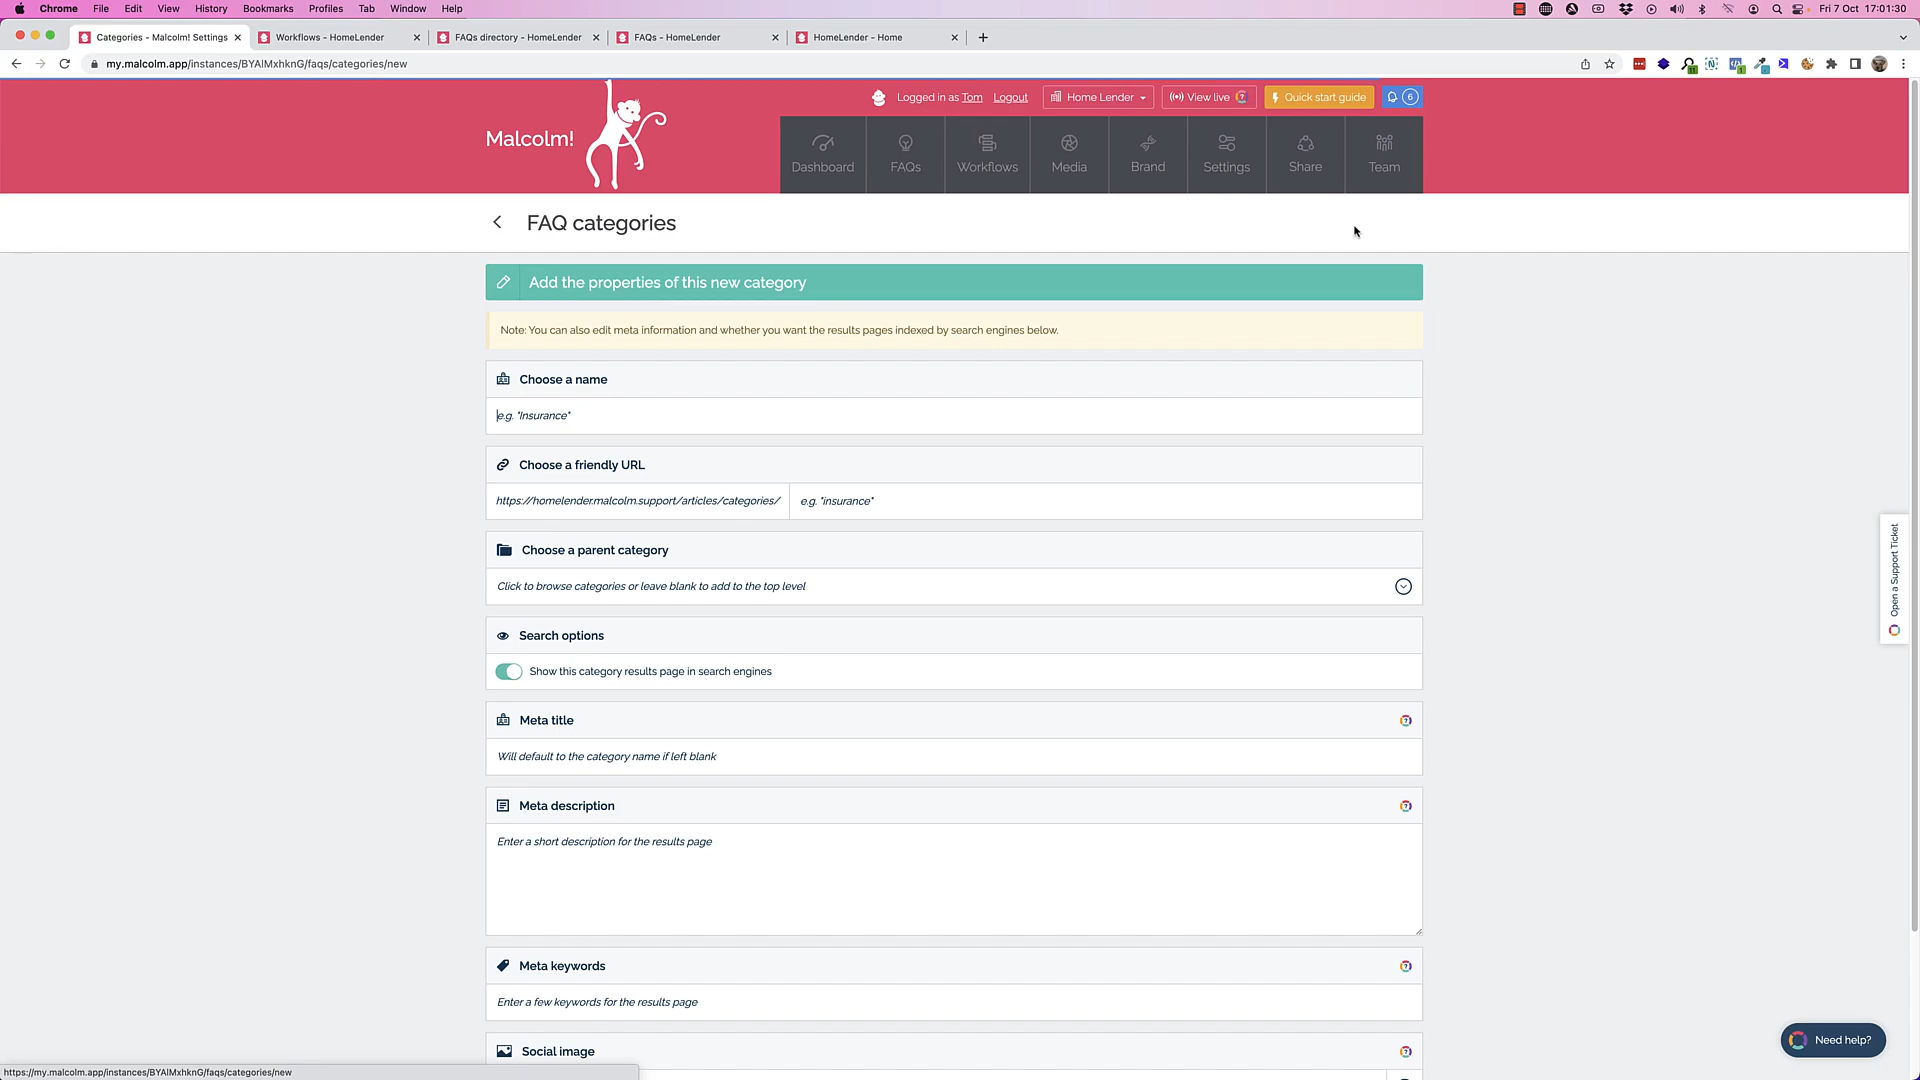 Chrome File Edit View History Bookmarks Profiles Tab Window Help Fri 7 Oct 17:01:30
Categories - Malcolm! Settings Workflows - HomeLender FAQs directory - HomeLender FAQs - HomeLender HomeLender - Home
my.malcolm.app/instances/BYAlMxhknG/faqs/categories/new
Logged in as Tom Logout Home Lender View live Quick start guide 6
Malcolm!
Dashboard FAQs Workflows Media Brand Settings Share Team
FAQ categories
Add the properties of this new category
Note: You can also edit meta information and whether you want the results pages indexed by search engines below.
Choose a name
e.g. "Insurance"
Choose a friendly URL
https://homelender.malcolm.support/articles/categories/ e.g. "insurance"
Choose a parent category
Click to browse categories or leave blank to add to the top level
Search options
Show this category results page in search engines
Meta title
Will default to the category name if left blank
Meta description
Enter a short description for the results page
Meta keywords
Enter a few keywords for the results page
Social image
Open a Support Ticket
Need help?
https://my.malcolm.app/instances/BYAlMxhknG/faqs/categories/new